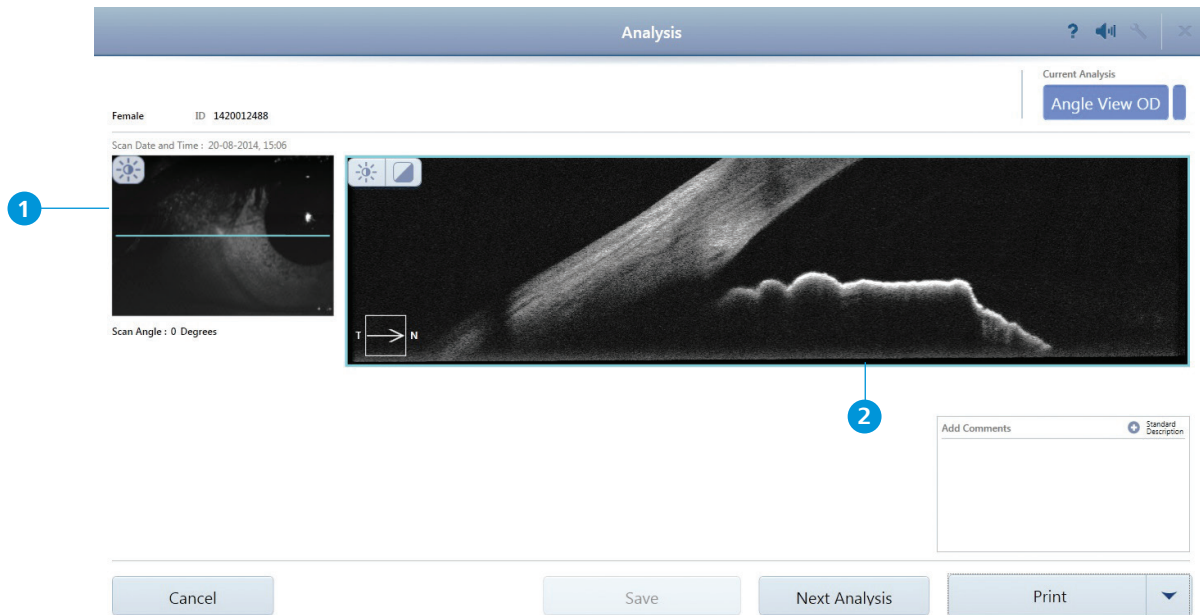 Analysis
?
Current Analysis
Angle View OD
Female ID 1420012488
Scan Date and Time : 20-08-2014, 15:06
1
T N
Scan Angle : 0 Degrees
2
Add Comments
Standard
Description
Cancel
Save
Next Analysis
Print